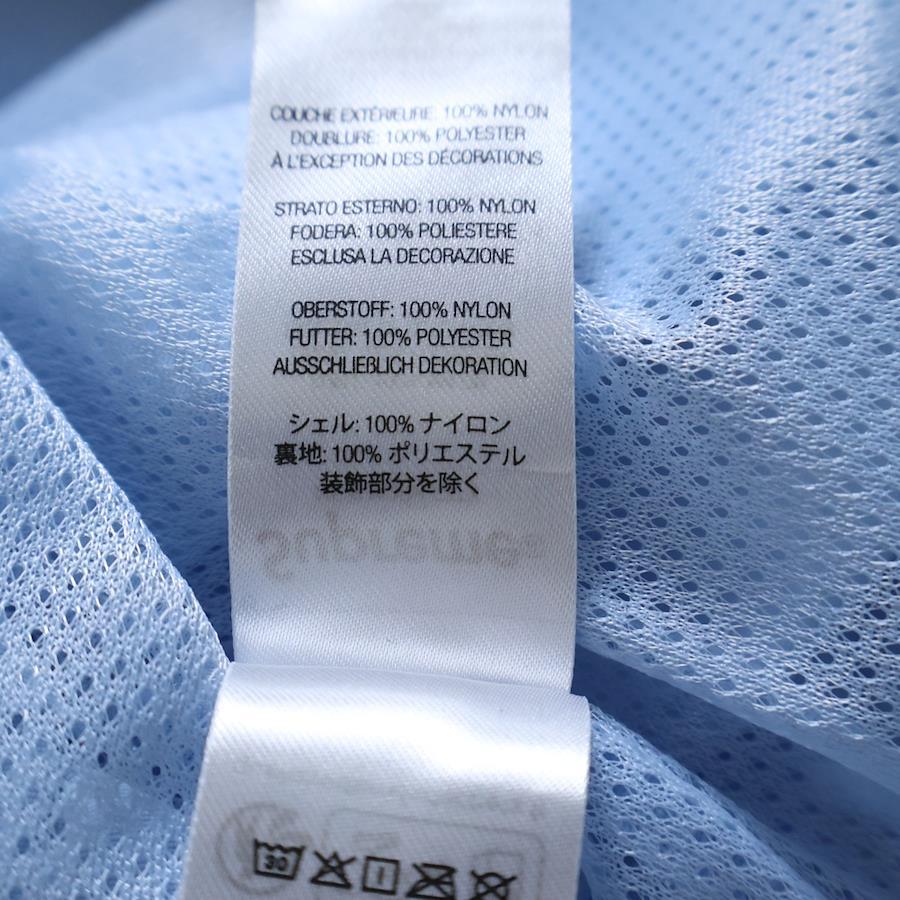 COUCHE EXTÉRIEURE: 100% NYLON
DOUBLURE: 100% POLYESTER
À L'EXCEPTION DES DÉCORATIONS
STRATO ESTERNO: 100% NYLON
FODERA: 100% POLIESTERE
ESCLUSA LA DECORAZIONE
OBERSTOFF: 100% NYLON
FUTTER: 100% POLYESTER
AUSSCHLIEßLICH DEKORATION
シェル: 100% ナイロン
裏地: 100% ポリエステル
装飾部分を除く
Supreme
30